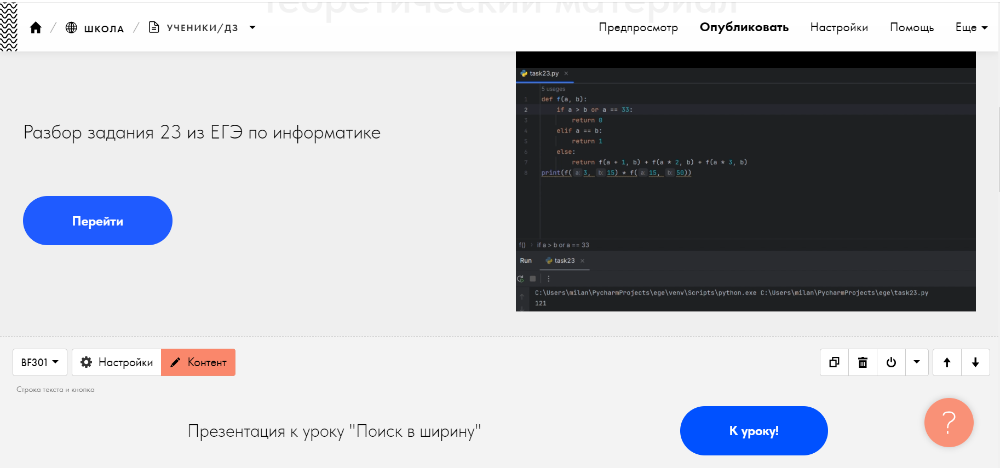 Теоретический материал
ШКОЛА / УЧЕНИКИ/ДЗ
Предпросмотр Опубликовать Настройки Помощь Еще
Разбор задания 23 из ЕГЭ по информатике
Перейти
task23.py ×
5 usages
1 def f(a, b):
2 if a > b or a == 33:
3 return 0
4 elif a == b:
5 return 1
6 else:
7 return f(a + 1, b) + f(a * 2, b) + f(a * 3, b)
8 print(f( a: 3, b: 15) * f( a: 15, b: 50))
f() › if a > b or a == 33
Run task23 ×
C:\Users\milan\PycharmProjects\ege\venv\Scripts\python.exe C:\Users\milan\PycharmProjects\ege\task23.py
121
BF301 Настройки Контент
Строка текста и кнопка
Презентация к уроку "Поиск в ширину"
К уроку!
?